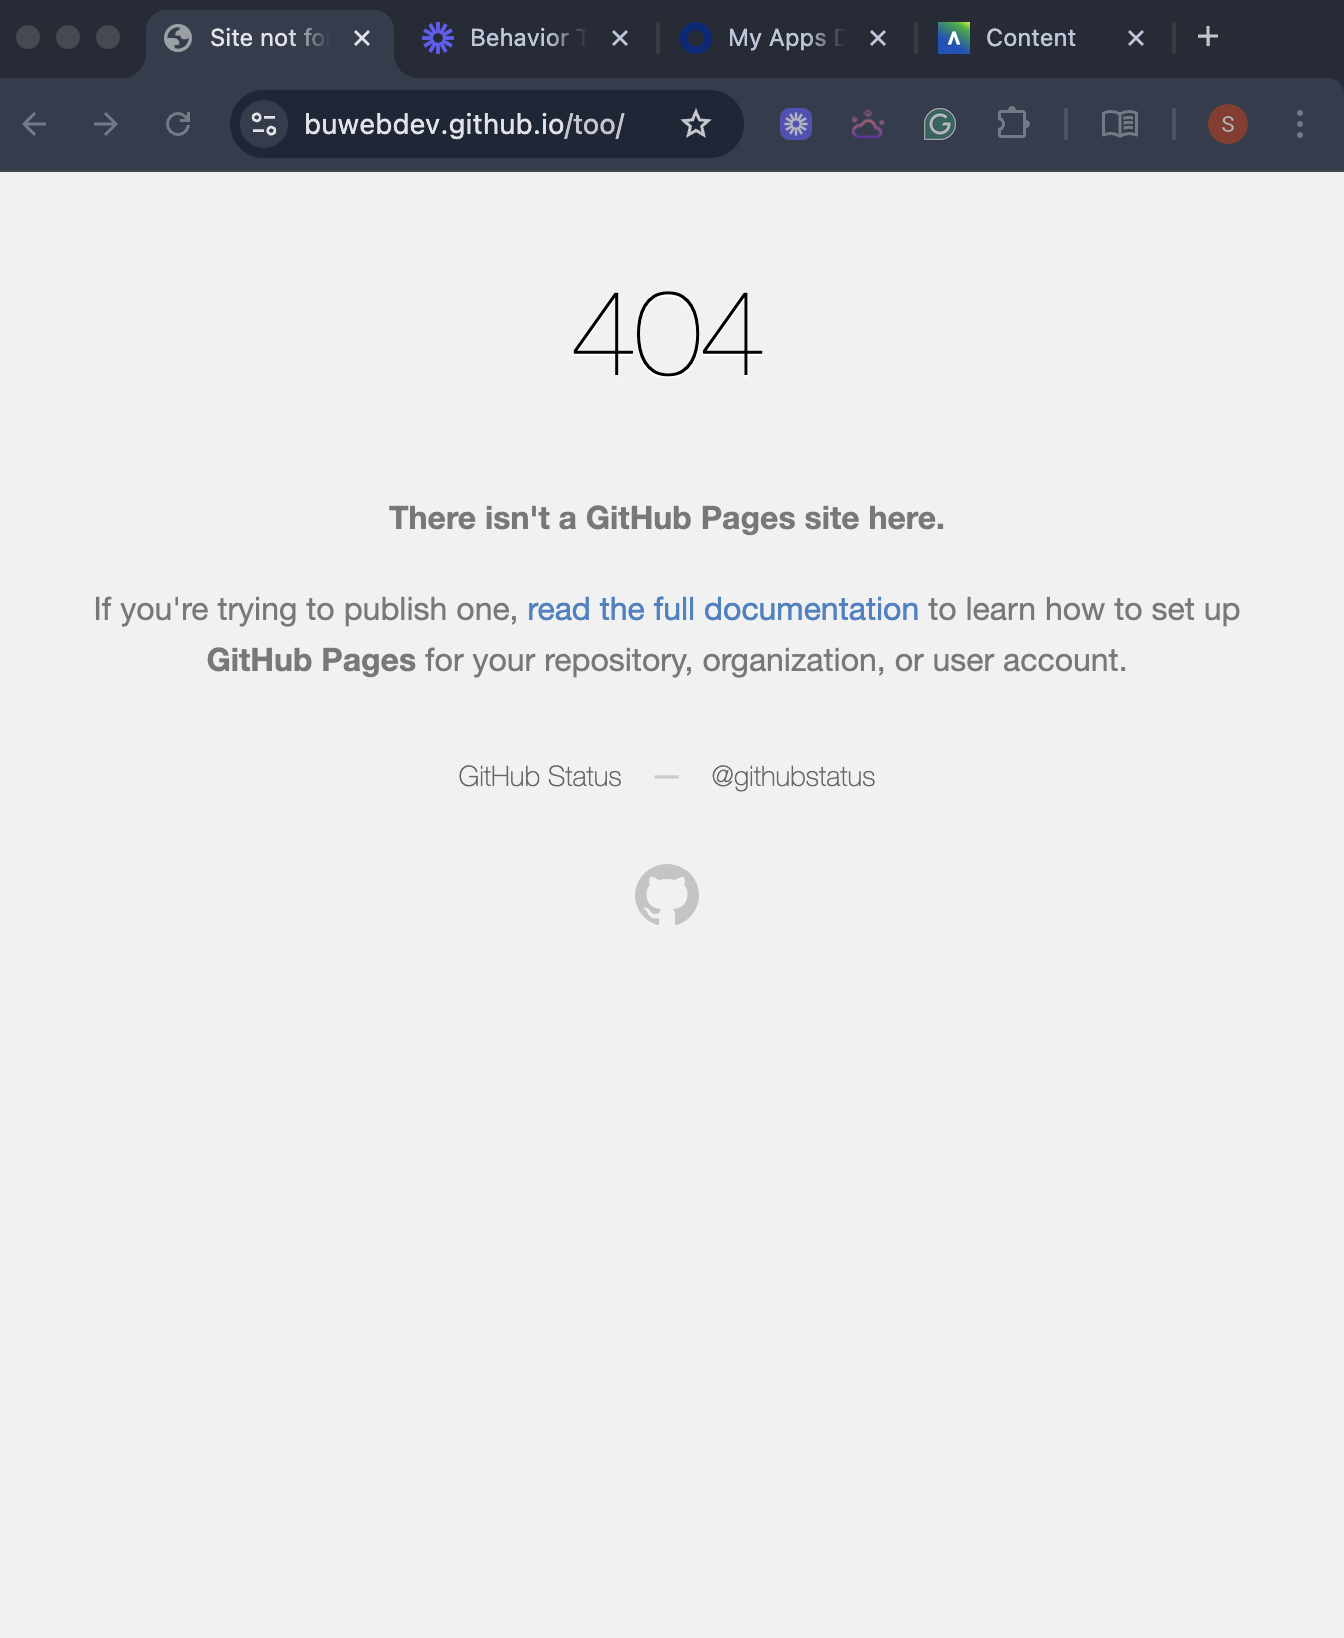 Site not fo
Behavior T
My Apps D
Content
buwebdev.github.io/too/
S
404
There isn't a GitHub Pages site here.
If you're trying to publish one, read the full documentation to learn how to set up
GitHub Pages for your repository, organization, or user account.
GitHub Status — @githubstatus